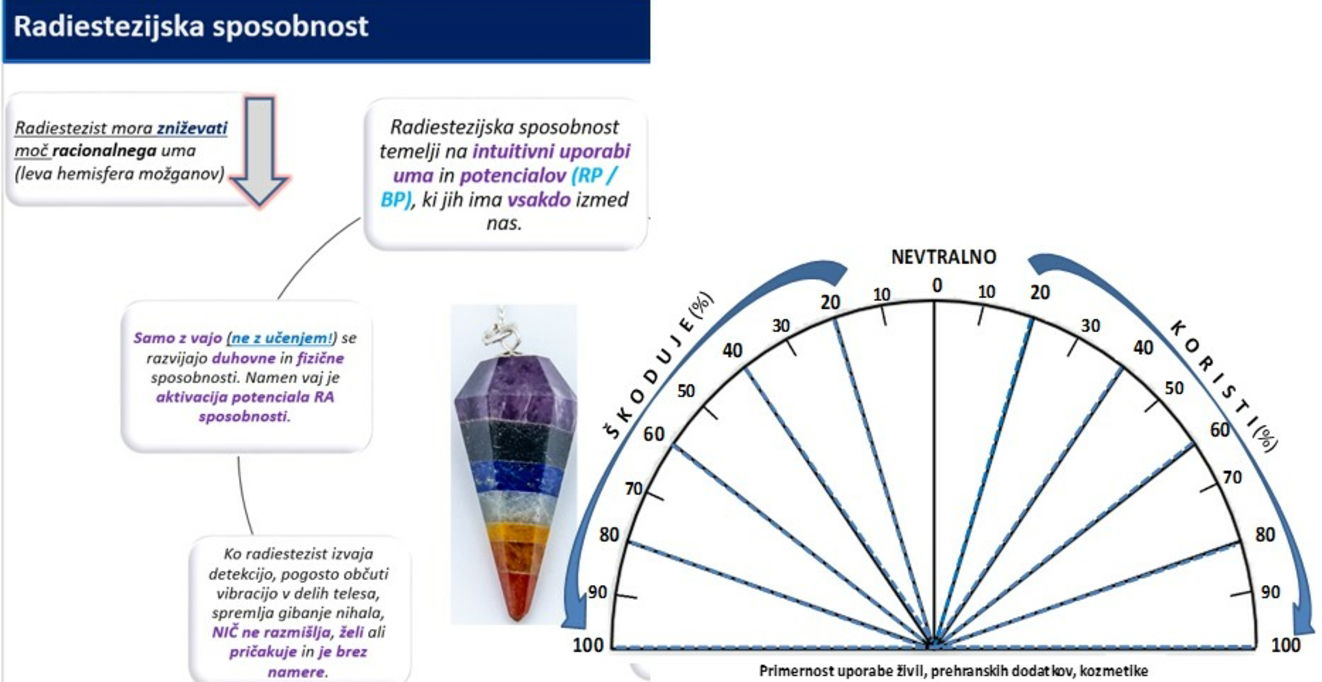 Radiestezijska sposobnost
Radiestezist mora zniževati
moč racionalnega uma
(leva hemisfera možganov)
Radiestezijska sposobnost
temelji na intuitivni uporabi
uma in potencialov (RP /
BP), ki jih ima vsakdo izmed
nas.
Samo z vajo (ne z učenjem!) se
razvijajo duhovne in fizične
sposobnosti. Namen vaj je
aktivacija potenciala RA
sposobnosti.
Ko radiestezist izvaja
detekcijo, pogosto občuti
vibracijo v delih telesa,
spremlja gibanje nihala,
NIČ ne razmišlja, želi ali
pričakuje in je brez
namere.
NEVTRALNO
ŠKODUJE (%)
KORISTI (%)
100
90
80
70
60
50
40
30
20
10
0
10
20
30
40
50
60
70
80
90
100
Primernost uporabe živil, prehranskih dodatkov, kozmetike